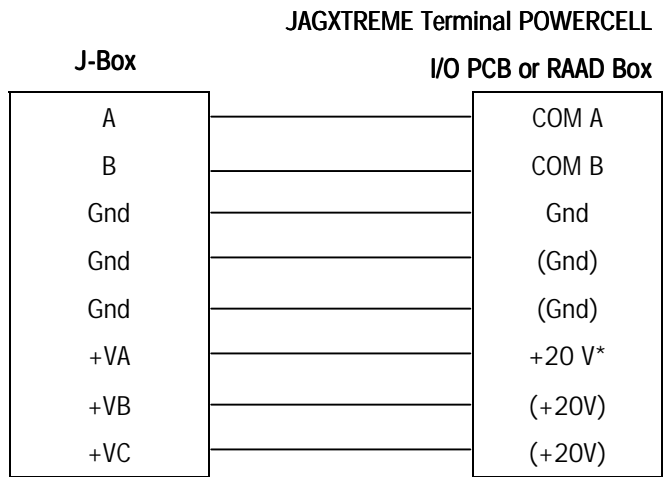 JAGXTREME Terminal POWERCELL
J-Box I/O PCB or RAAD Box
A COM A
B COM B
Gnd Gnd
Gnd (Gnd)
Gnd (Gnd)
+VA +20 V*
+VB (+20V)
+VC (+20V)